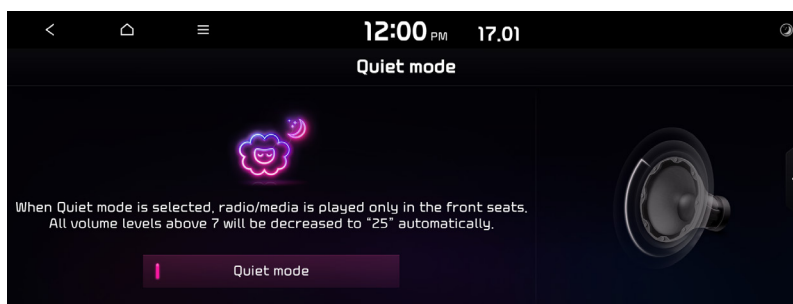 12:00 PM 17.01
Quiet mode
When Quiet mode is selected, radio/media is played only in the front seats.
All volume levels above 7 will be decreased to “25” automatically.
Quiet mode